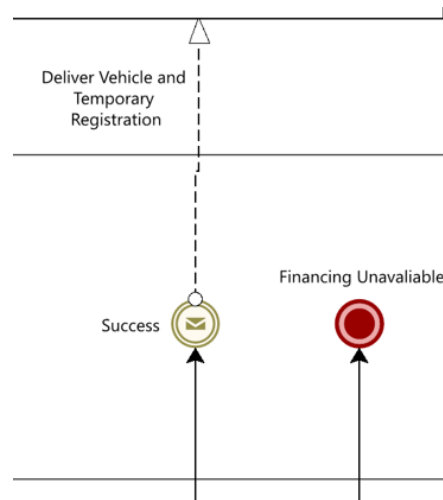 Deliver Vehicle and
Temporary
Registration
Financing Unavaliable
Success